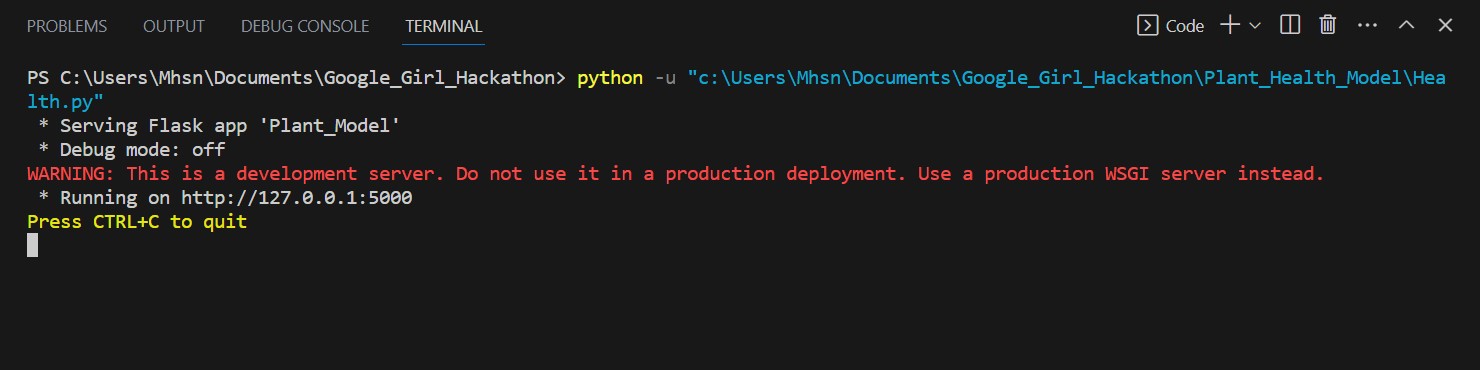 PROBLEMS OUTPUT DEBUG CONSOLE TERMINAL Code
PS C:\Users\Mhsn\Documents\Google_Girl_Hackathon> python -u "c:\Users\Mhsn\Documents\Google_Girl_Hackathon\Plant_Health_Model\Hea
lth.py"
 * Serving Flask app 'Plant_Model'
 * Debug mode: off
WARNING: This is a development server. Do not use it in a production deployment. Use a production WSGI server instead.
 * Running on http://127.0.0.1:5000
Press CTRL+C to quit